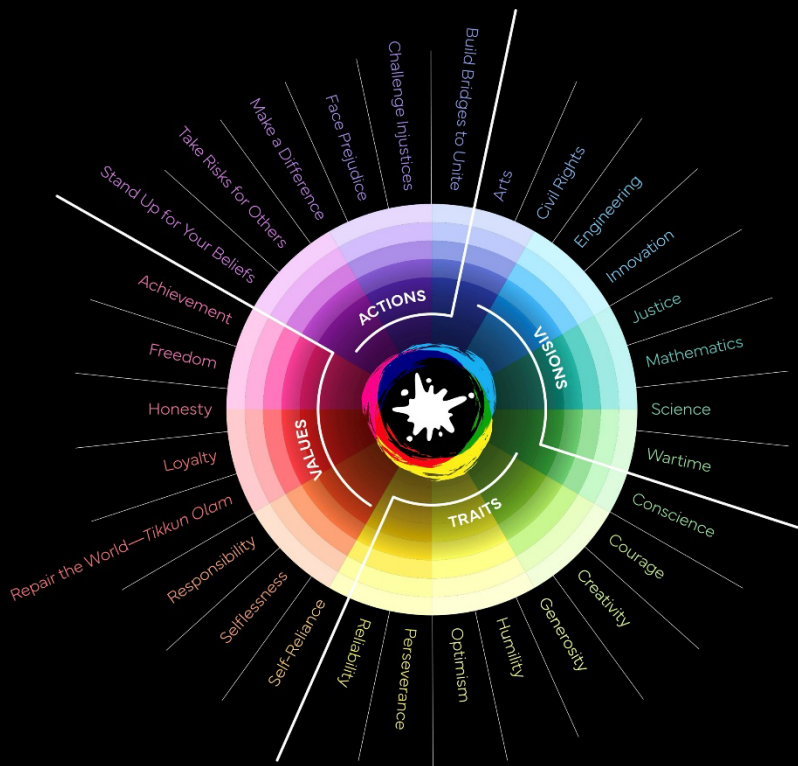 ACTIONS
Stand Up for Your Beliefs
Take Risks for Others
Make a Difference
Face Prejudice
Challenge Injustices
Build Bridges to Unite
VISIONS
Arts
Civil Rights
Engineering
Innovation
Justice
Mathematics
Science
Wartime
TRAITS
Conscience
Courage
Creativity
Generosity
Humility
Optimism
Perseverance
Reliability
VALUES
Self-Reliance
Selflessness
Responsibility
Repair the World—Tikkun Olam
Loyalty
Honesty
Freedom
Achievement